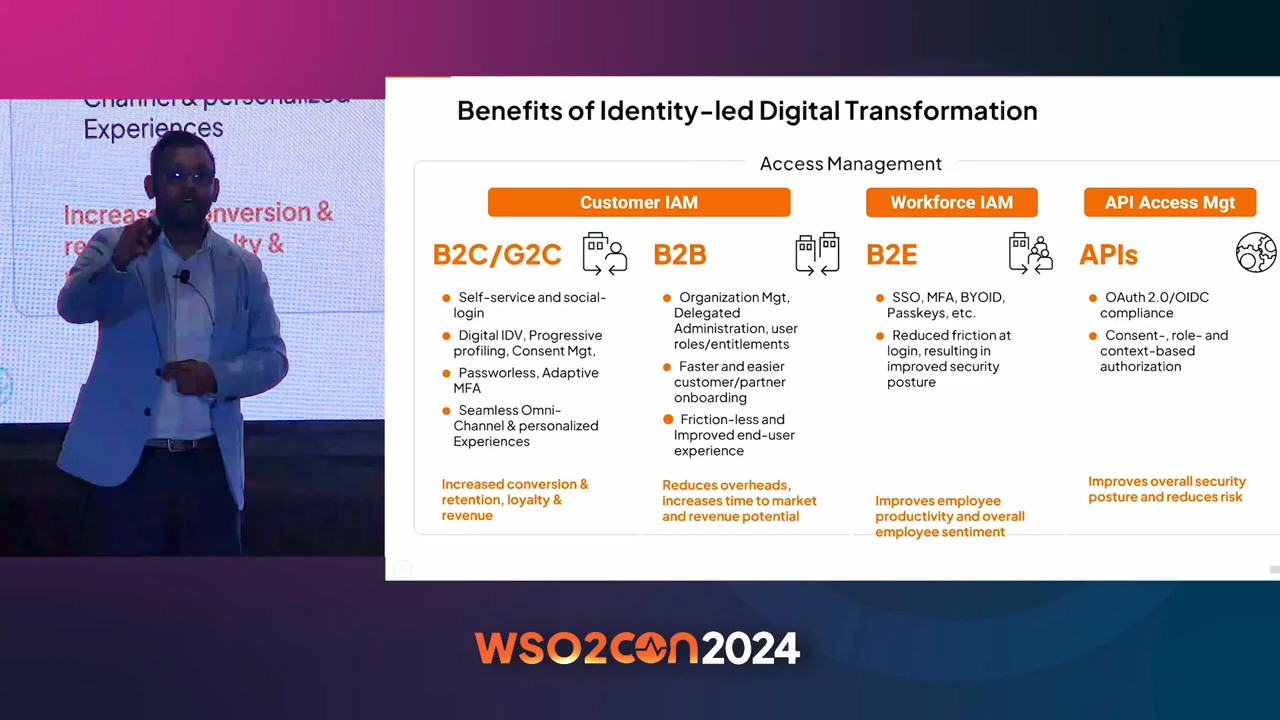 Channel & personalized
Experiences
Increase conversion &
Benefits of Identity-led Digital Transformation
Access Management
Customer IAM
Workforce IAM
API Access Mgt
B2C/G2C
Self-service and social-
login
Digital IDV, Progressive
profiling, Consent Mgt,
Passworless, Adaptive
MFA
Seamless Omni-
Channel & personalized
Experiences
Increased conversion &
retention, loyalty &
revenue
B2B
Organization Mgt,
Delegated
Administration, user
roles/entitlements
Faster and easier
customer/partner
onboarding
Friction-less and
Improved end-user
experience
Reduces overheads,
increases time to market
and revenue potential
B2E
SSO, MFA, BYOID,
Passkeys, etc.
Reduced friction at
login, resulting in
improved security
posture
Improves employee
productivity and overall
employee sentiment
APIs
OAuth 2.0/OIDC
compliance
Consent-, role- and
context-based
authorization
Improves overall security
posture and reduces risk
WSO2CON2024